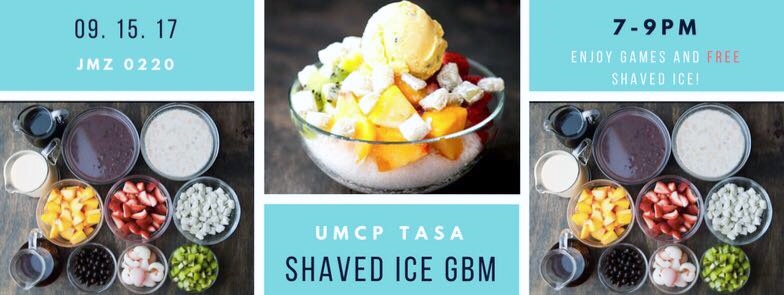 09. 15. 17
JMZ 0220
7-9PM
ENJOY GAMES AND FREE
SHAVED ICE!
UMCP TASA
SHAVED ICE GBM